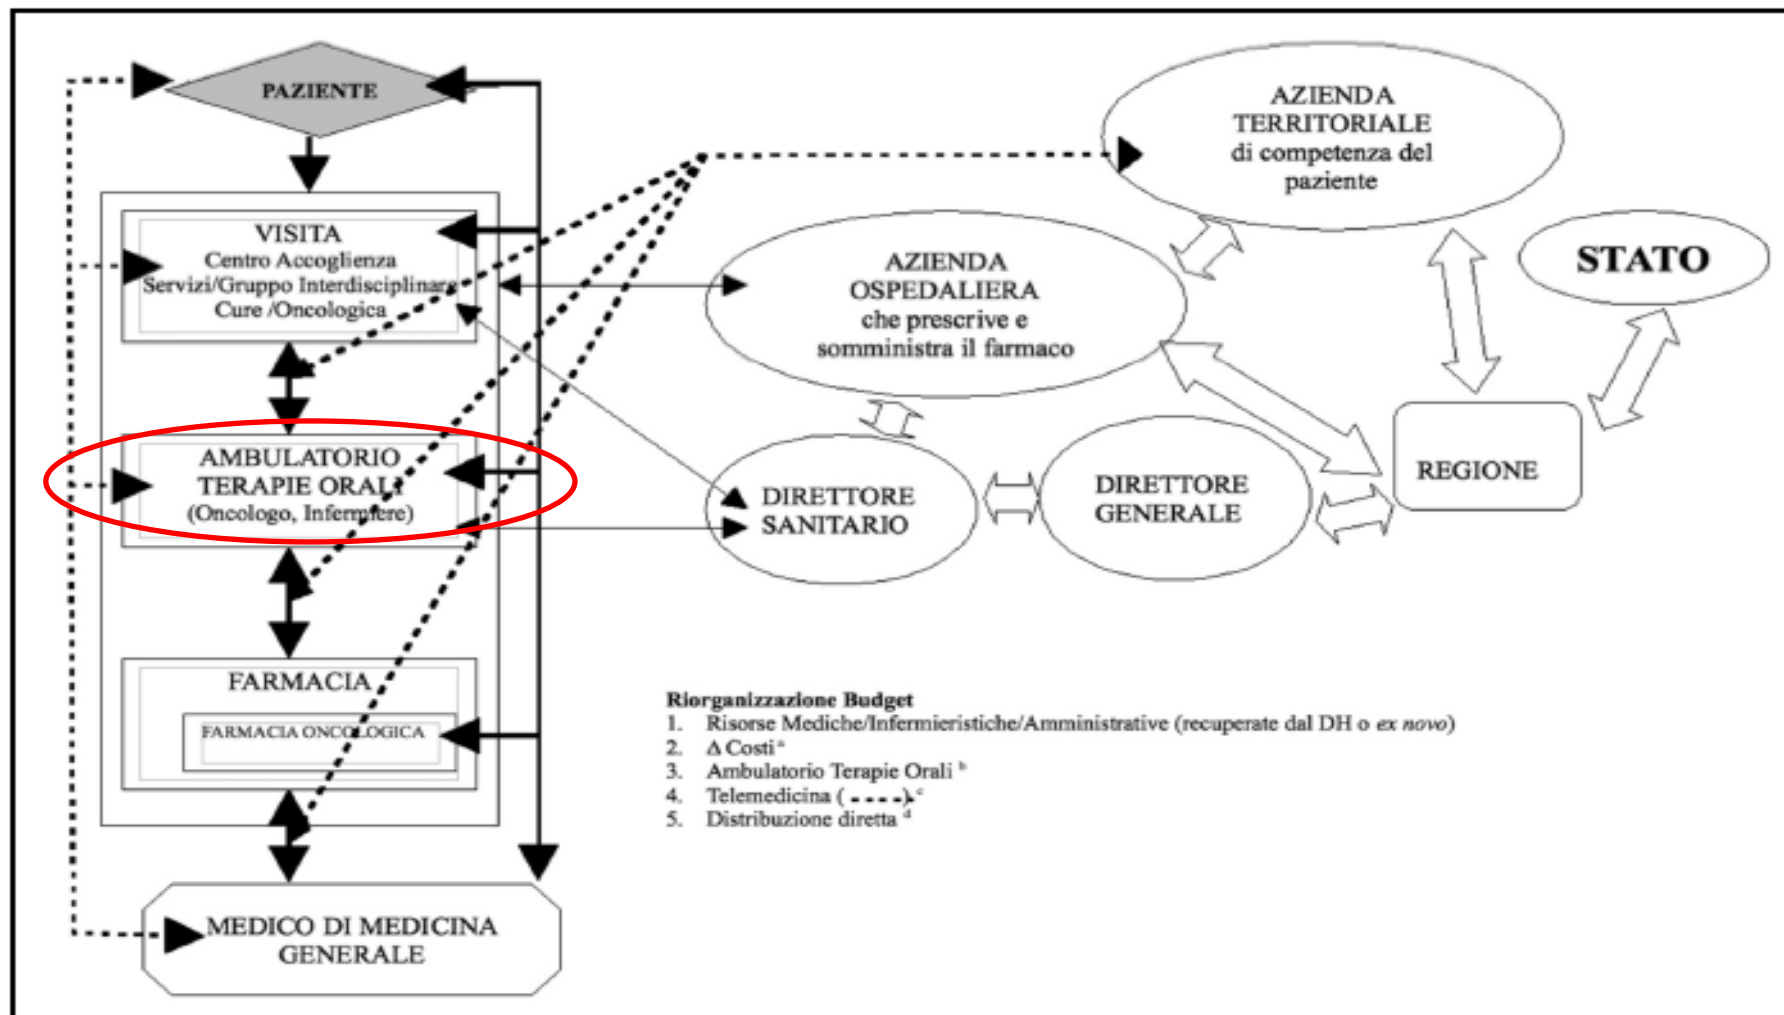 PAZIENTE
VISITA
Centro Accoglienza
Servizi/Gruppo Interdisciplinare
Cure /Oncologica
AMBULATORIO
TERAPIE ORALI
(Oncologo, Infermiere)
FARMACIA
FARMACIA ONCOLOGICA
MEDICO DI MEDICINA
GENERALE
AZIENDA
TERRITORIALE
di competenza del
paziente
AZIENDA
OSPEDALIERA
che prescrive e
somministra il farmaco
STATO
DIRETTORE
SANITARIO
DIRETTORE
GENERALE
REGIONE
Riorganizzazione Budget
1. Risorse Mediche/Infermieristiche/Amministrative (recuperate dal DH o ex novo)
2. Δ Costi a
3. Ambulatorio Terapie Orali b
4. Telemedicina ( - - - - ). c
5. Distribuzione diretta d